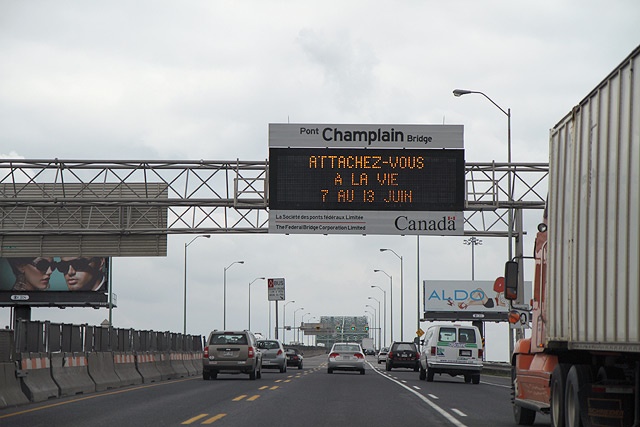 Pont Champlain Bridge
ATTACHEZ-VOUS
À LA VIE
7 AU 13 JUIN
La Société des ponts fédéraux Limitée
The Federal Bridge Corporation Limited
Canada
BUS
ALDO